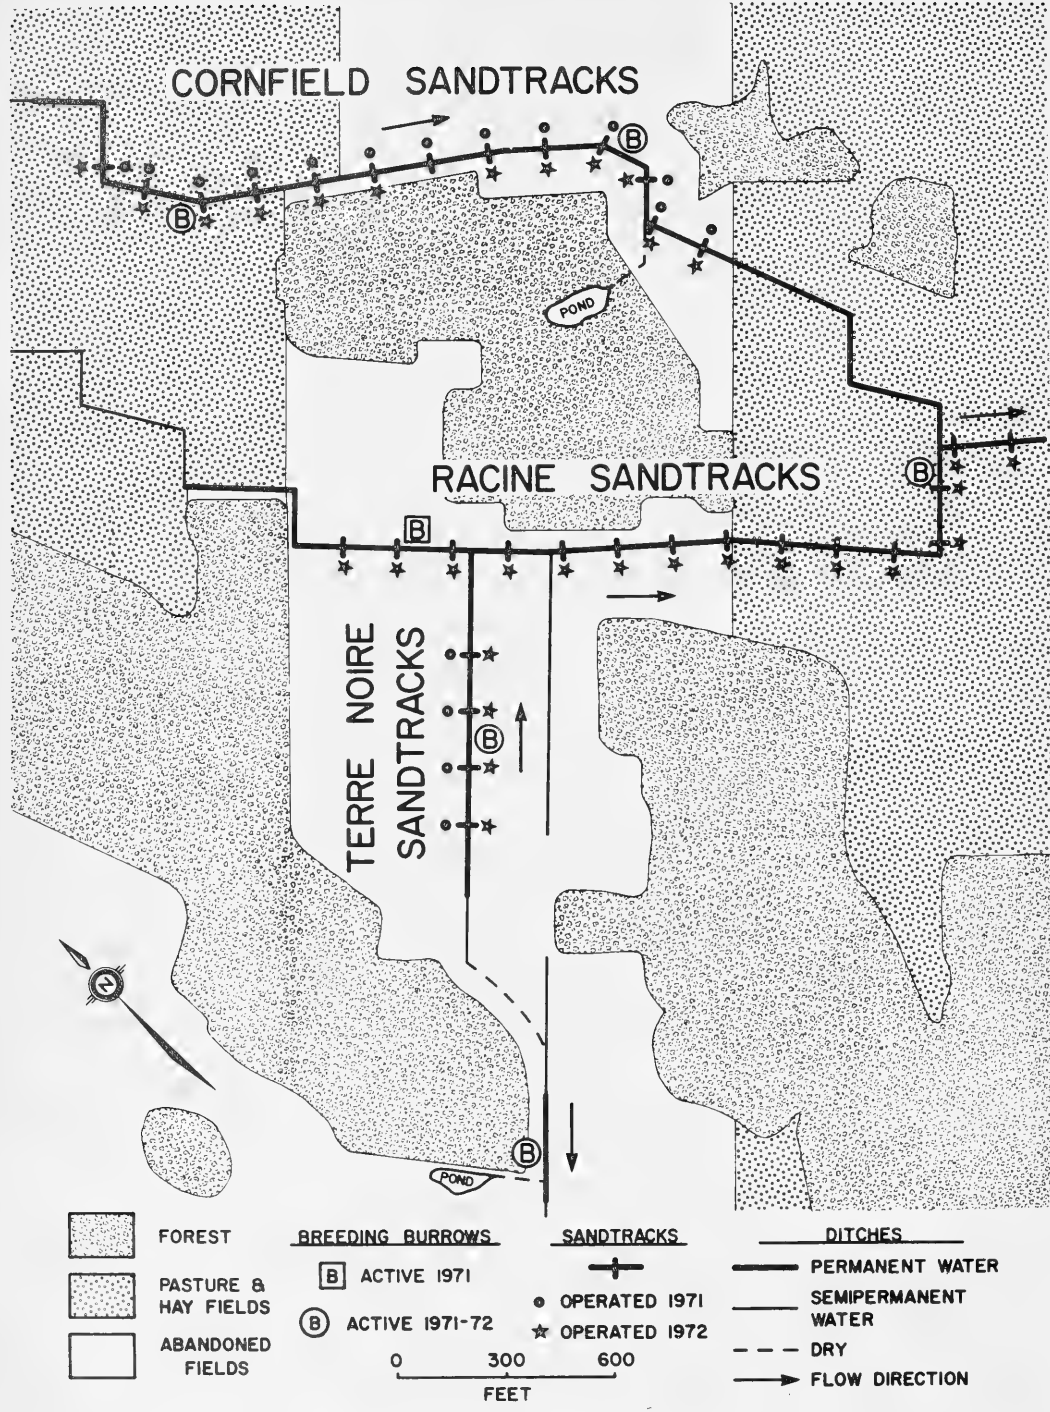 CORNFIELD SANDTRACKS
B
B
POND
RACINE SANDTRACKS
B
B
TERRE NOIRE
SANDTRACKS
B
N
B
POND
FOREST
PASTURE &
HAY FIELDS
ABANDONED
FIELDS
BREEDING BURROWS
B ACTIVE 1971
B ACTIVE 1971-72
0 300 600
FEET
SANDTRACKS
OPERATED 1971
OPERATED 1972
DITCHES
PERMANENT WATER
SEMIPERMANENT
WATER
DRY
FLOW DIRECTION